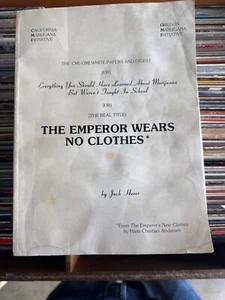 CALIFORNIA
MARIJUANA
INITIATIVE
OREGON
MARIJUANA
INITIATIVE
THE CMI/OMI WHITE PAPERS AND DIGEST
(OR)
Everything You Should Have Learned About Marijuana
But Weren't Taught In School
(OR)
(THE REAL TITLE)
THE EMPEROR WEARS
NO CLOTHES*
by Jack Herer
*From The Emperor's New Clothes
by Hans Christian Andersen